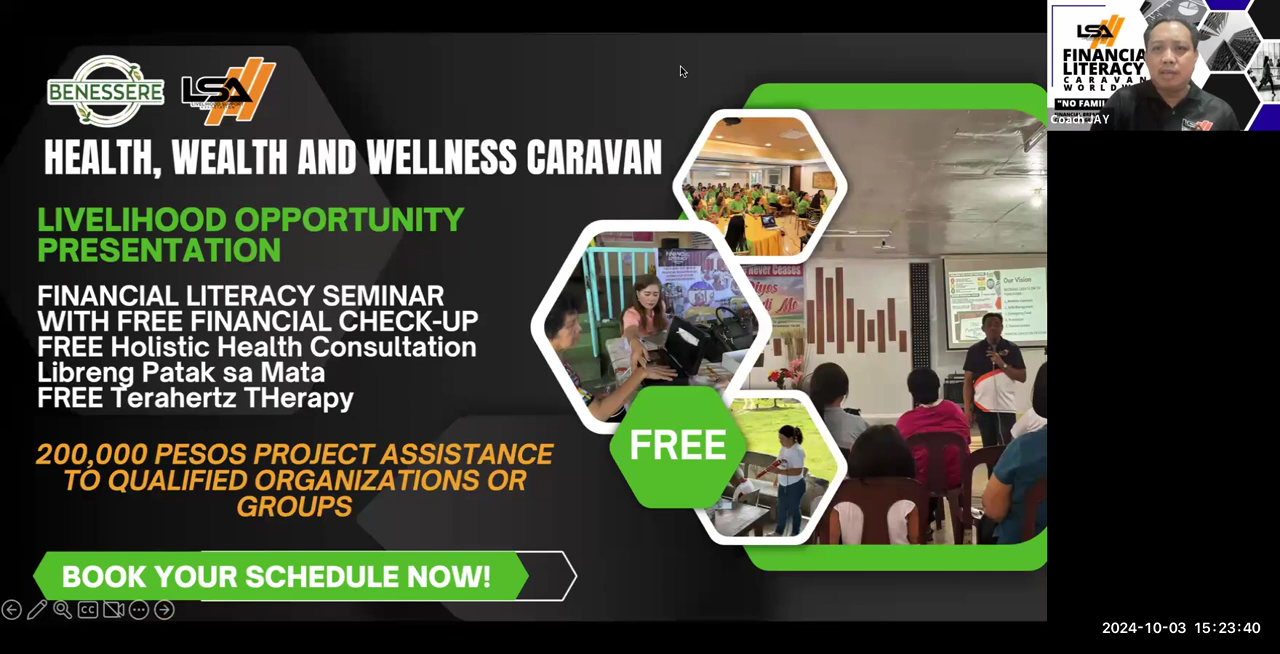 BENESSERE
LSA
HEALTH, WEALTH AND WELLNESS CARAVAN
LIVELIHOOD OPPORTUNITY
PRESENTATION
FINANCIAL LITERACY SEMINAR
WITH FREE FINANCIAL CHECK-UP
FREE Holistic Health Consultation
Libreng Patak sa Mata
FREE Terahertz THerapy
200,000 PESOS PROJECT ASSISTANCE
TO QUALIFIED ORGANIZATIONS OR
GROUPS
BOOK YOUR SCHEDULE NOW!
FREE
Our Vision
CC
LSA
FINANCIA
LITERACY
CARAVAN
WORLDW
"NO FAMIL
Coach JAY
2024-10-03 15:23:40